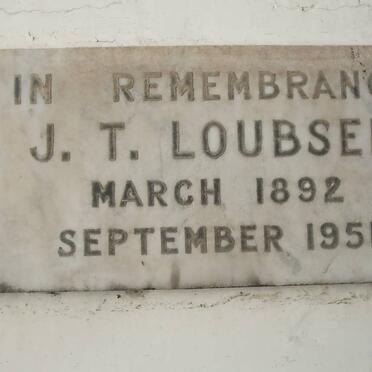 IN REMEMBRANC
J. T. LOUBSE
MARCH 1892
SEPTEMBER 195